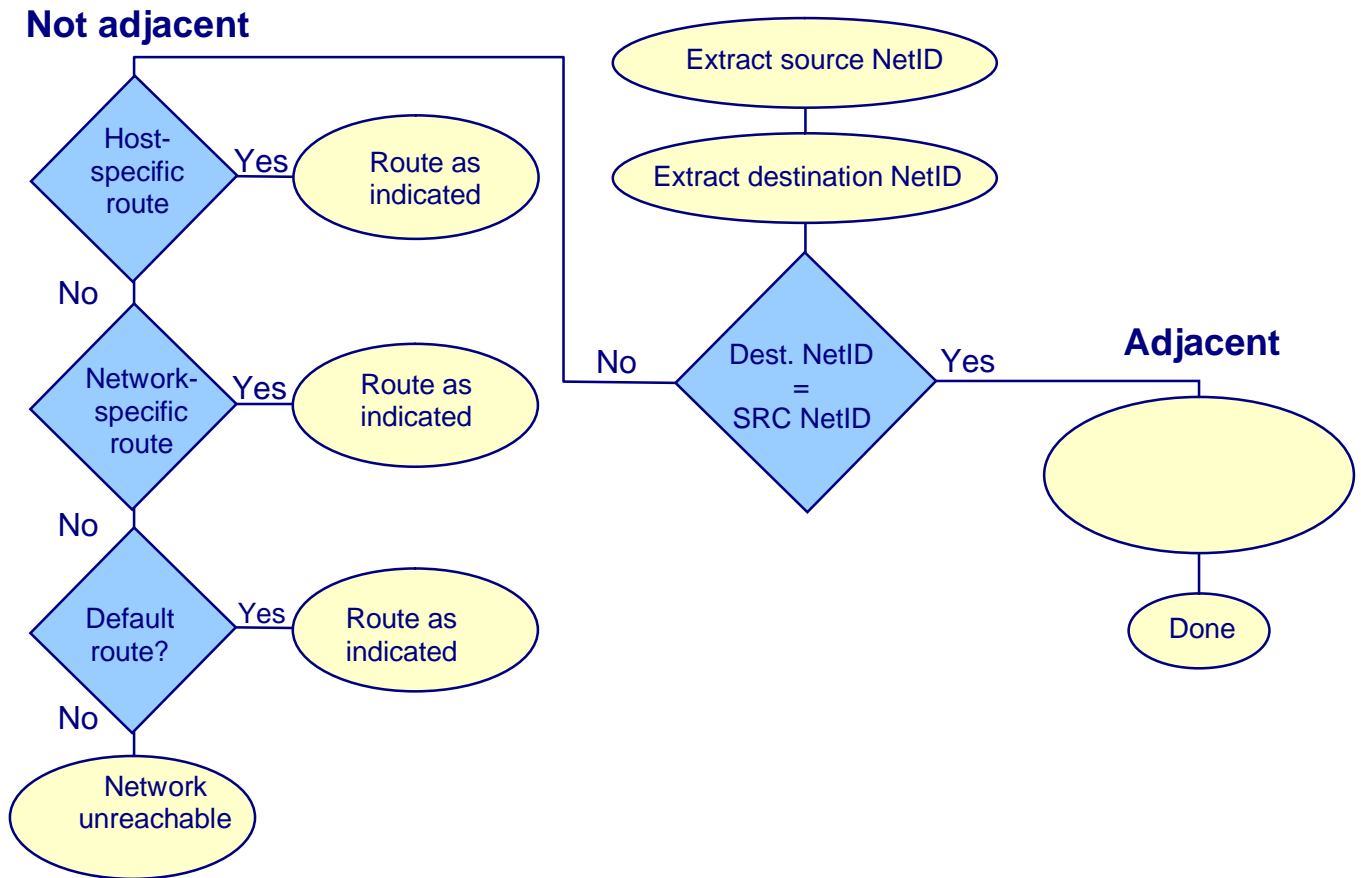 Not adjacent
Extract source NetID
Extract destination NetID
Host-
specific
route
Yes
Route as
indicated
No
Dest. NetID
=
SRC NetID
No
Yes
Adjacent
Network-
specific
route
Yes
Route as
indicated
No
Default
route?
Yes
Route as
indicated
Done
No
Network
unreachable